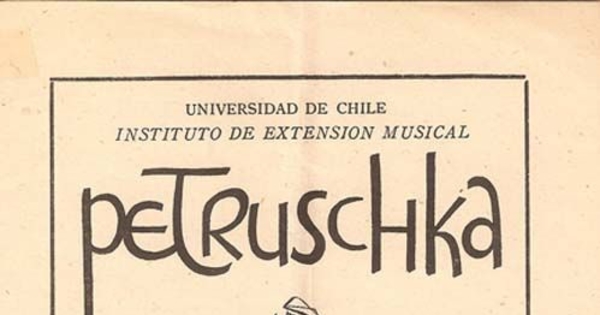 UNIVERSIDAD DE CHILE
INSTITUTO DE EXTENSION MUSICAL
PETRUSCHKA